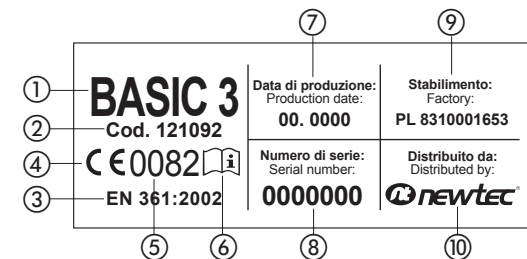 ⑦ ⑨
① BASIC 3
② Cod. 121092
④ CE0082
③ EN 361:2002
⑤ ⑥
Data di produzione:
Production date:
00. 0000
Numero di serie:
Serial number:
0000000
⑧
Stabilimento:
Factory:
PL 8310001653
Distribuito da:
Distributed by:
newtec
⑩